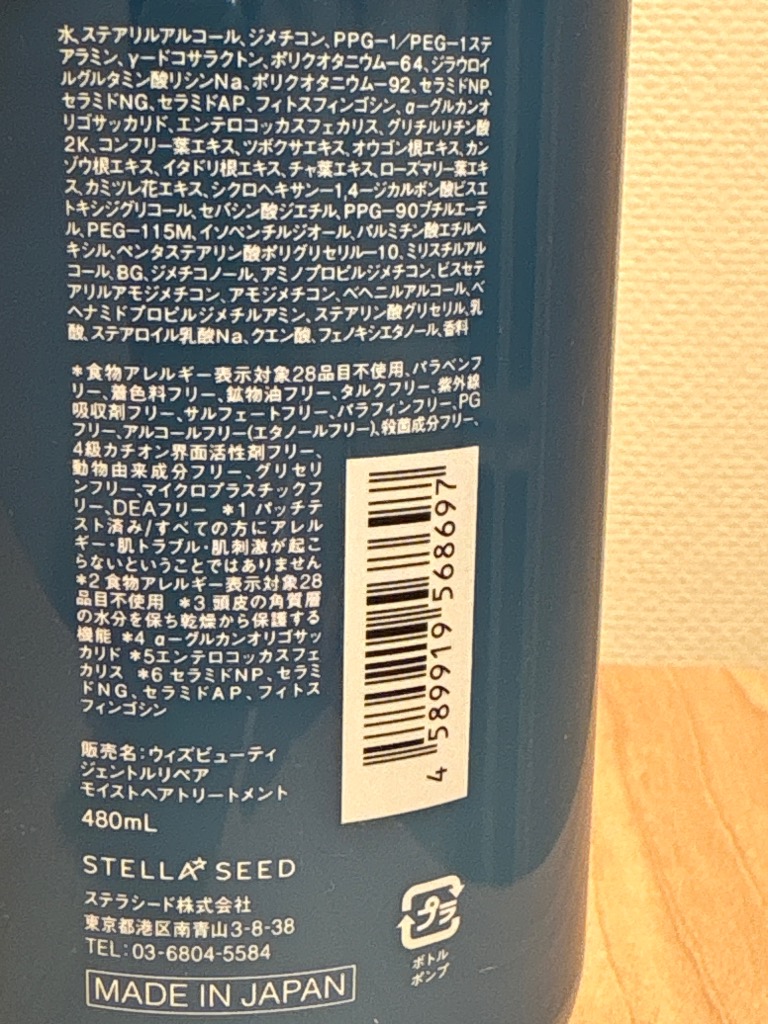 水、ステアリルアルコール、ジメチコン、PPG-1/PEG-1ステ
アラミン、γードコサラクトン、ポリクオタニウム-64、ジラウロイ
ルグルタミン酸リシンNa、ポリクオタニウム-92、セラミドNP、
セラミドNG、セラミドAP、フィトスフィンゴシン、α-グルカンオ
リゴサッカリド、エンテロコッカスフェカリス、グリチルリチン酸
2K、コンフリー葉エキス、ツボクサエキス、オウゴン根エキス、カン
ゾウ根エキス、イタドリ根エキス、チャ葉エキス、ローズマリー葉エキ
ス、カミツレ花エキス、シクロヘキサン-1,4-ジカルボン酸ビスエ
トキシジグリコール、セバシン酸ジエチル、PPG-90ブチルエーテ
ル、PEG-115M、イソペンチルジオール、パルミチン酸エチルヘ
キシル、ペンタステアリン酸ポリグリセリル-10、ミリスチルアル
コール、BG、ジメチコノール、アミノプロピルジメチコン、ビスセテ
アリルアモジメチコン、アモジメチコン、ベヘニルアルコール、ベ
ヘナミドプロピルジメチルアミン、ステアリン酸グリセリル、乳
酸、ステアロイル乳酸Na、クエン酸、フェノキシエタノール、香料
*食物アレルギー表示対象28品目不使用、パラベンフ
リー、着色料フリー、鉱物油フリー、タルクフリー、紫外線
吸収剤フリー、サルフェートフリー、パラフィンフリー、PG
フリー、アルコールフリー(エタノールフリー)、殺菌成分フリー、
4級カチオン界面活性剤フリー、
動物由来成分フリー、グリセリ
ンフリー、マイクロプラスチックフ
リー、DEAフリー *1 パッチテ
スト済み/すべての方にアレル
ギー・肌トラブル・肌刺激が起こ
らないということではありません
*2 食物アレルギー表示対象28
品目不使用 *3 頭皮の角質層
の水分を保ち乾燥から保護する
機能 *4 α-グルカンオリゴサッ
カリド *5エンテロコッカスフェ
カリス *6 セラミドNP、セラミ
ドNG、セラミドAP、フィトス
フィンゴシン
4 589919 568697
販売名:ウィズビューティ
ジェントルリペア
モイストヘアトリートメント
480mL
STELLA SEED
ステラシード株式会社
東京都港区南青山3-8-38
TEL:03-6804-5584
MADE IN JAPAN
プラ
ボトル
ポンプ